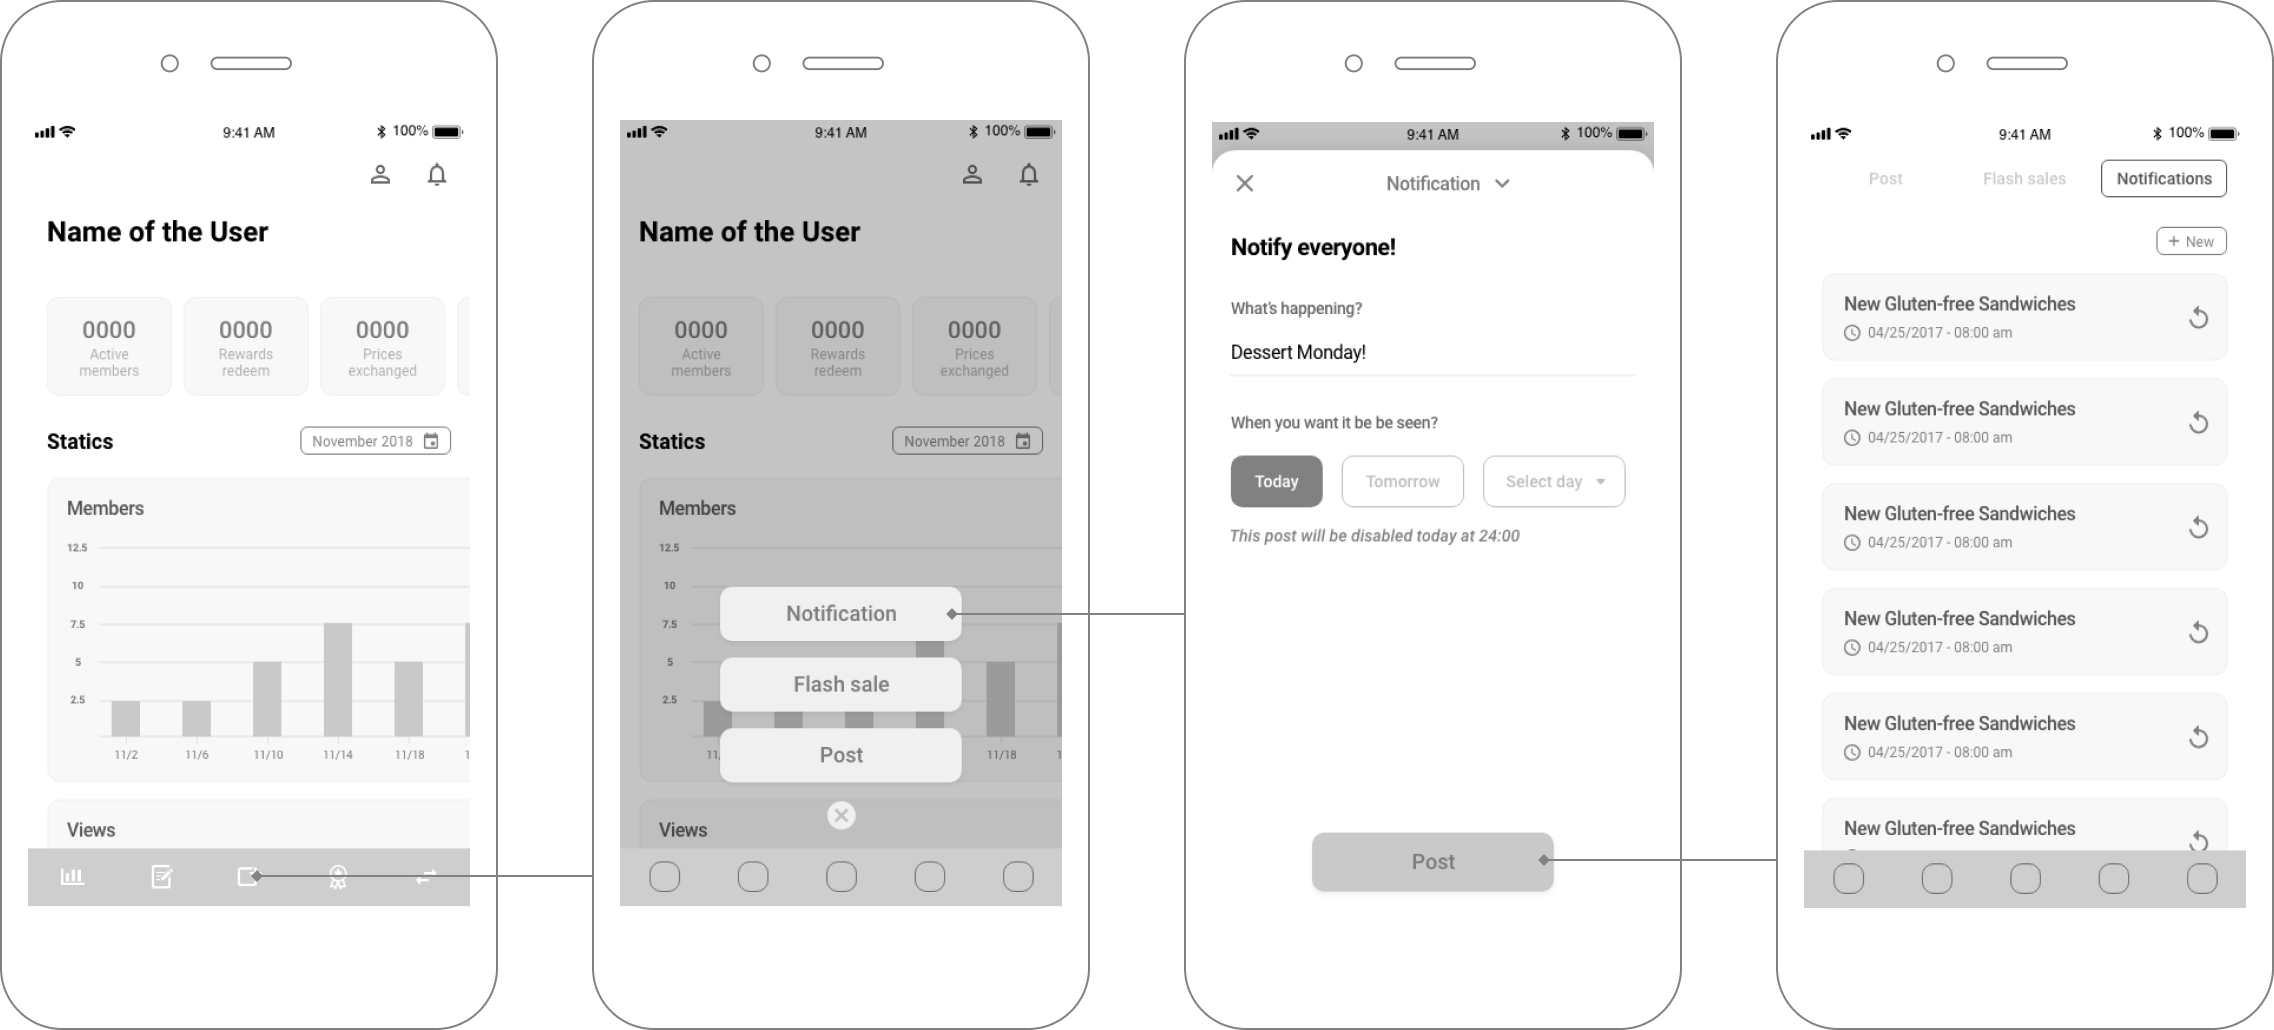 9:41 AM
100%
Name of the User
0000
Active
members
0000
Rewards
redeem
0000
Prices
exchanged
Statics
November 2018
Members
12.5
10
7.5
5
2.5
11/2
11/6
11/10
11/14
11/18
1
Views
9:41 AM
100%
Name of the User
0000
Active
members
0000
Rewards
redeem
0000
Prices
exchanged
Statics
November 2018
Members
12.5
10
7.5
5
2.5
11/
11/18
1
Notification
Flash sale
Post
Views
9:41 AM
100%
Notification
Notify everyone!
What's happening?
Dessert Monday!
When you want it be be seen?
Today
Tomorrow
Select day
This post will be disabled today at 24:00
Post
9:41 AM
100%
Post
Flash sales
Notifications
+ New
New Gluten-free Sandwiches
04/25/2017 - 08:00 am
New Gluten-free Sandwiches
04/25/2017 - 08:00 am
New Gluten-free Sandwiches
04/25/2017 - 08:00 am
New Gluten-free Sandwiches
04/25/2017 - 08:00 am
New Gluten-free Sandwiches
04/25/2017 - 08:00 am
New Gluten-free Sandwiches